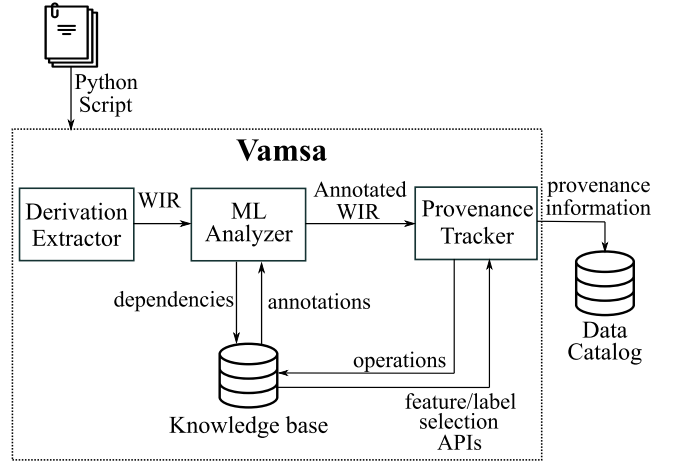 Python
Script
Vamsa
Derivation
Extractor
WIR
ML
Analyzer
Annotated
WIR
Provenance
Tracker
provenance
information
Data
Catalog
dependencies
annotations
operations
Knowledge base
feature/label
selection
APIs